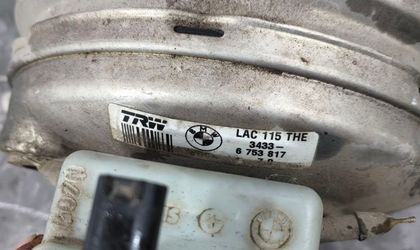 TRW
BMW
LAC 115 THE
3433-
6 753 817